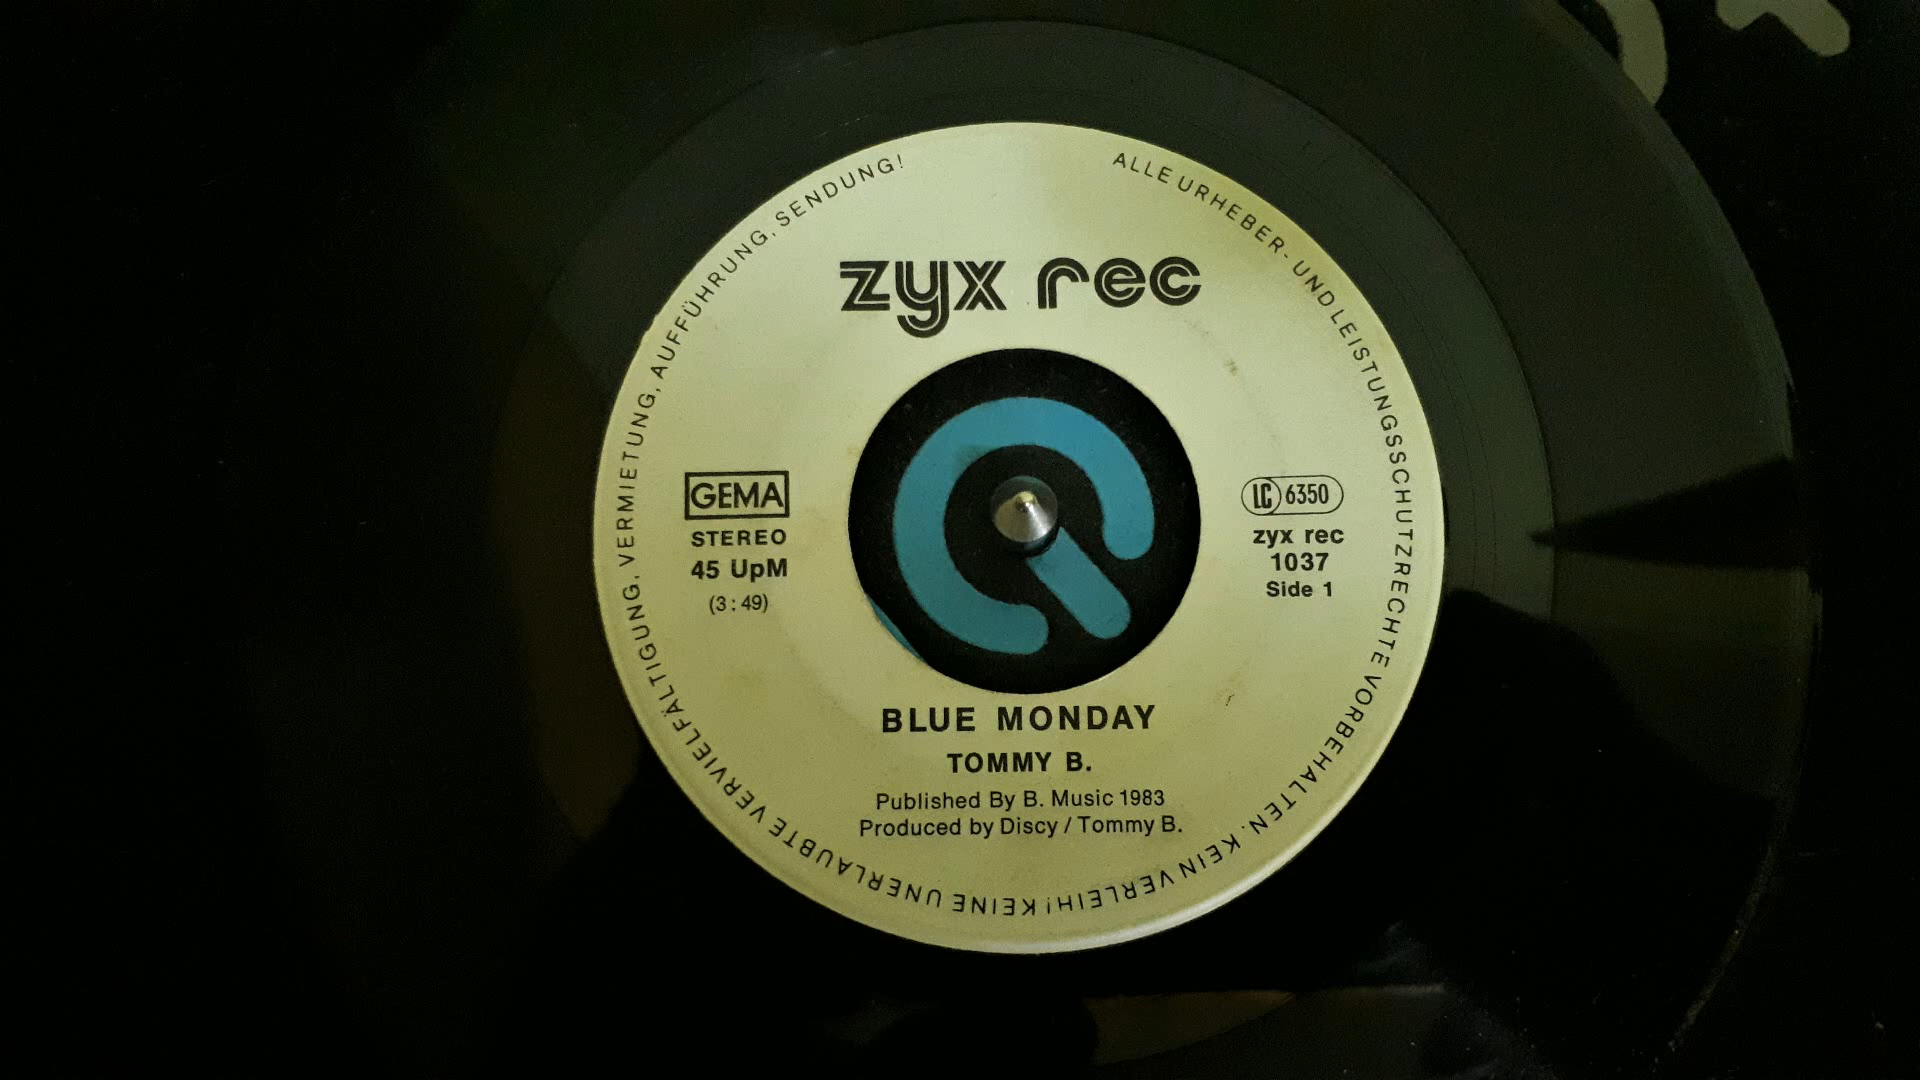 zyx rec
GEMA
STEREO
45 UpM
(3:49)
LC 6350
zyx rec
1037
Side 1
BLUE MONDAY
TOMMY B.
Published By B. Music 1983
Produced by Discy / Tommy B.
ALLE URHEBER- UND LEISTUNGSSCHUTZRECHTE VORBEHALTEN. KEIN VERLEIH! KEINE UNERLAUBTE VERVIELFÄLTIGUNG, VERMIETUNG, AUFFÜHRUNG, SENDUNG!